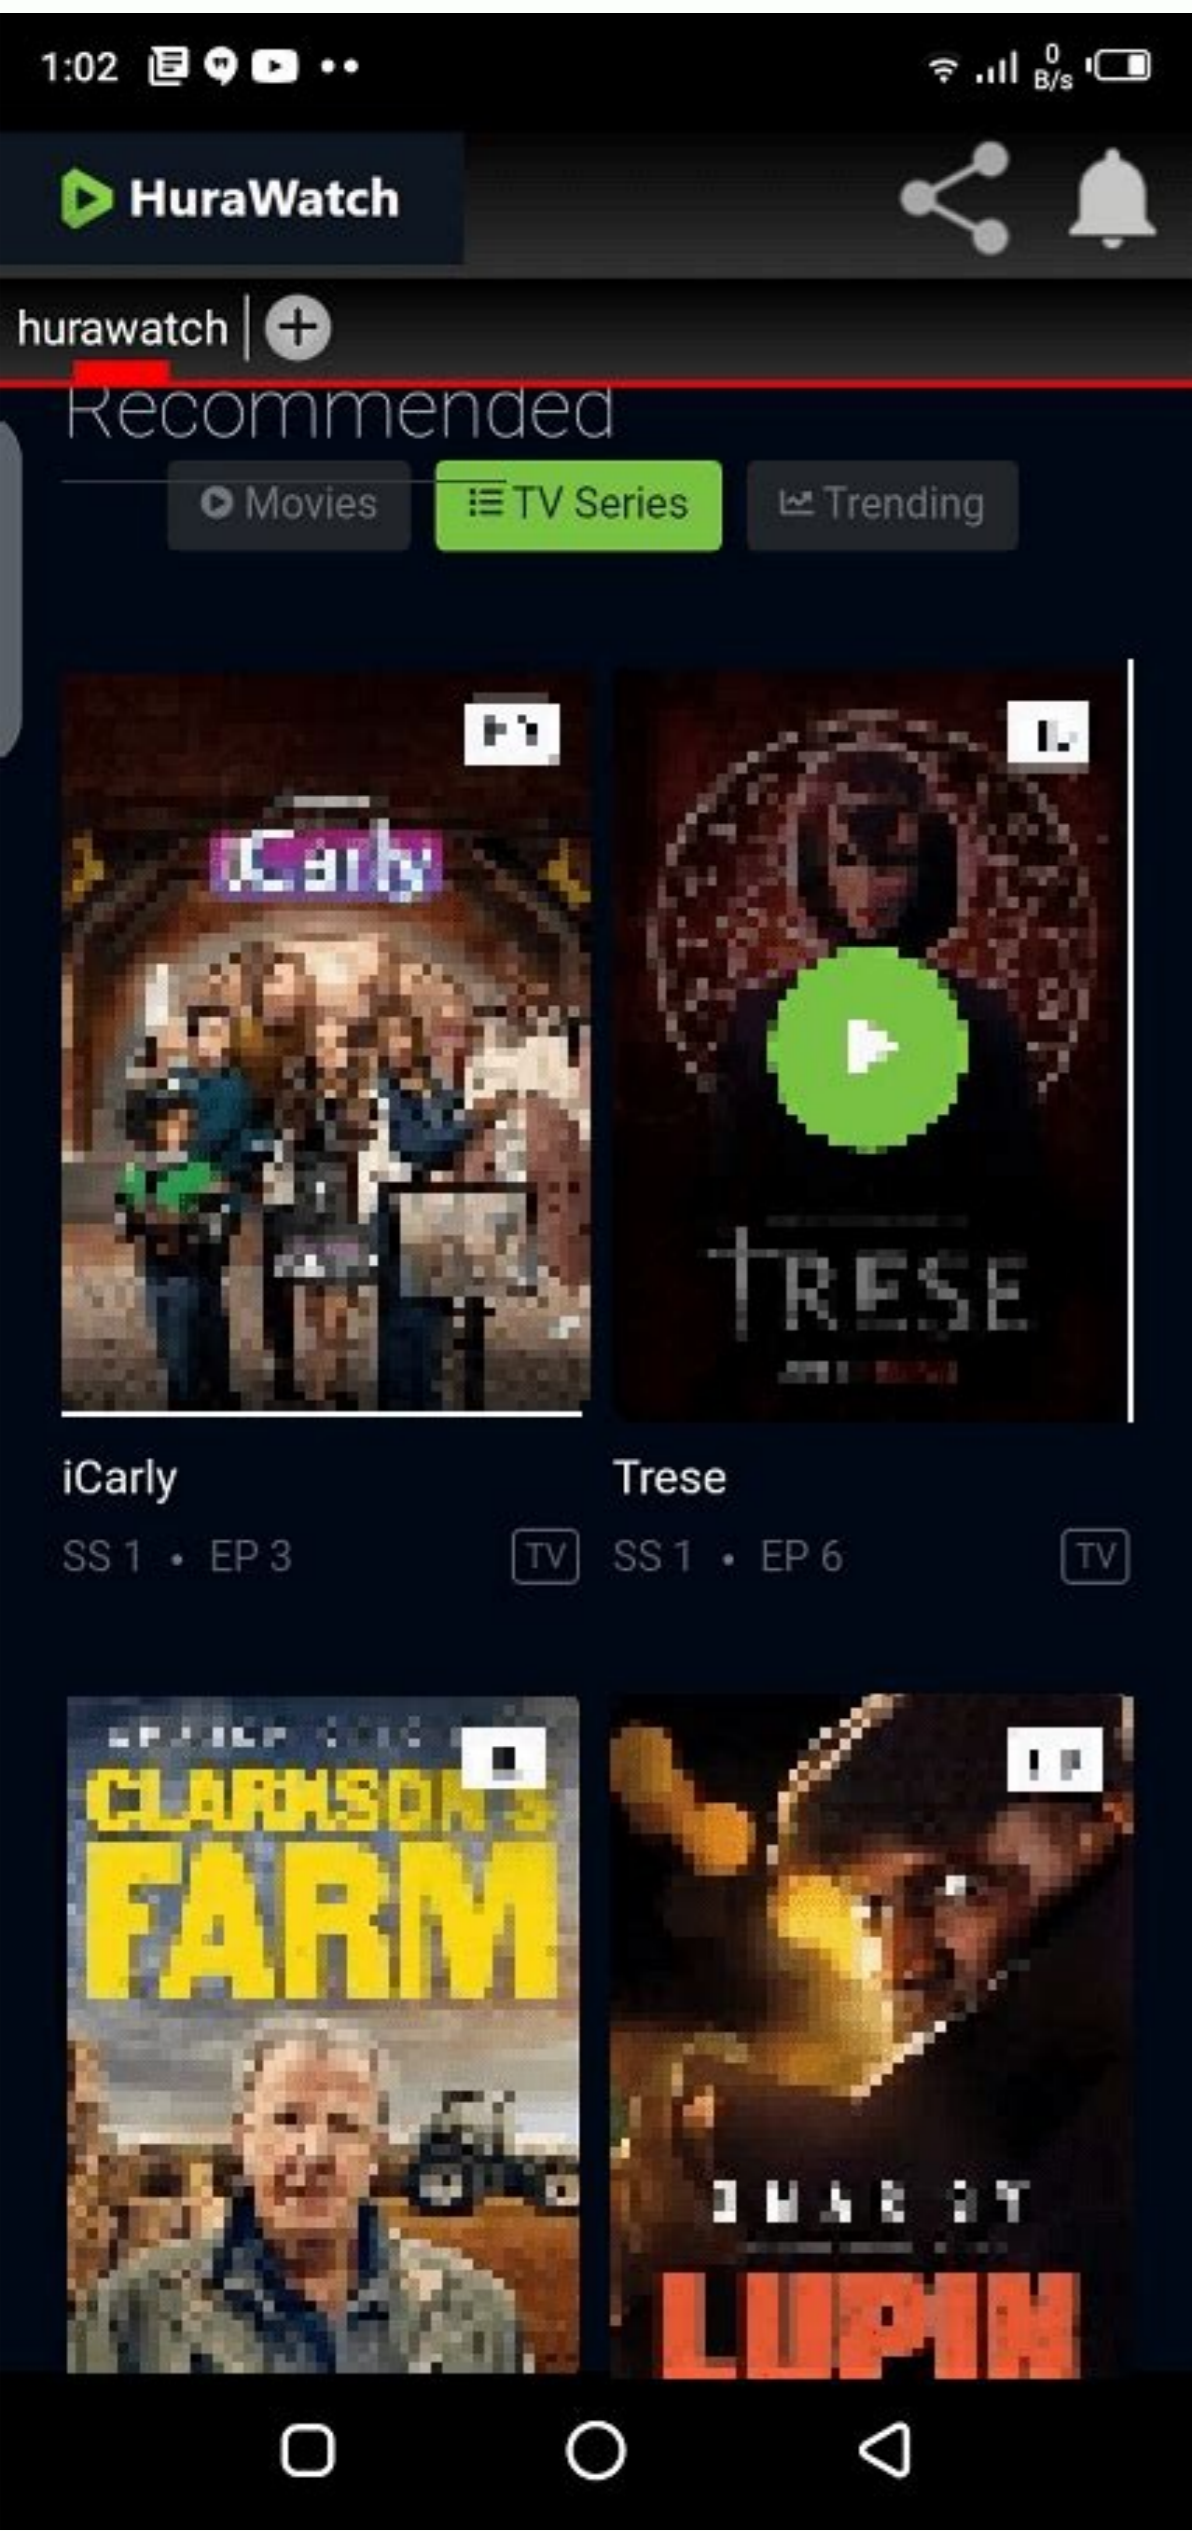 1:02 0 B/s
HuraWatch
hurawatch
Recommended
Movies TV Series Trending
iCarly
TRESE
iCarly Trese
SS 1 • EP 3 TV SS 1 • EP 6 TV
CLARKSON'S
FARM
LUPIN